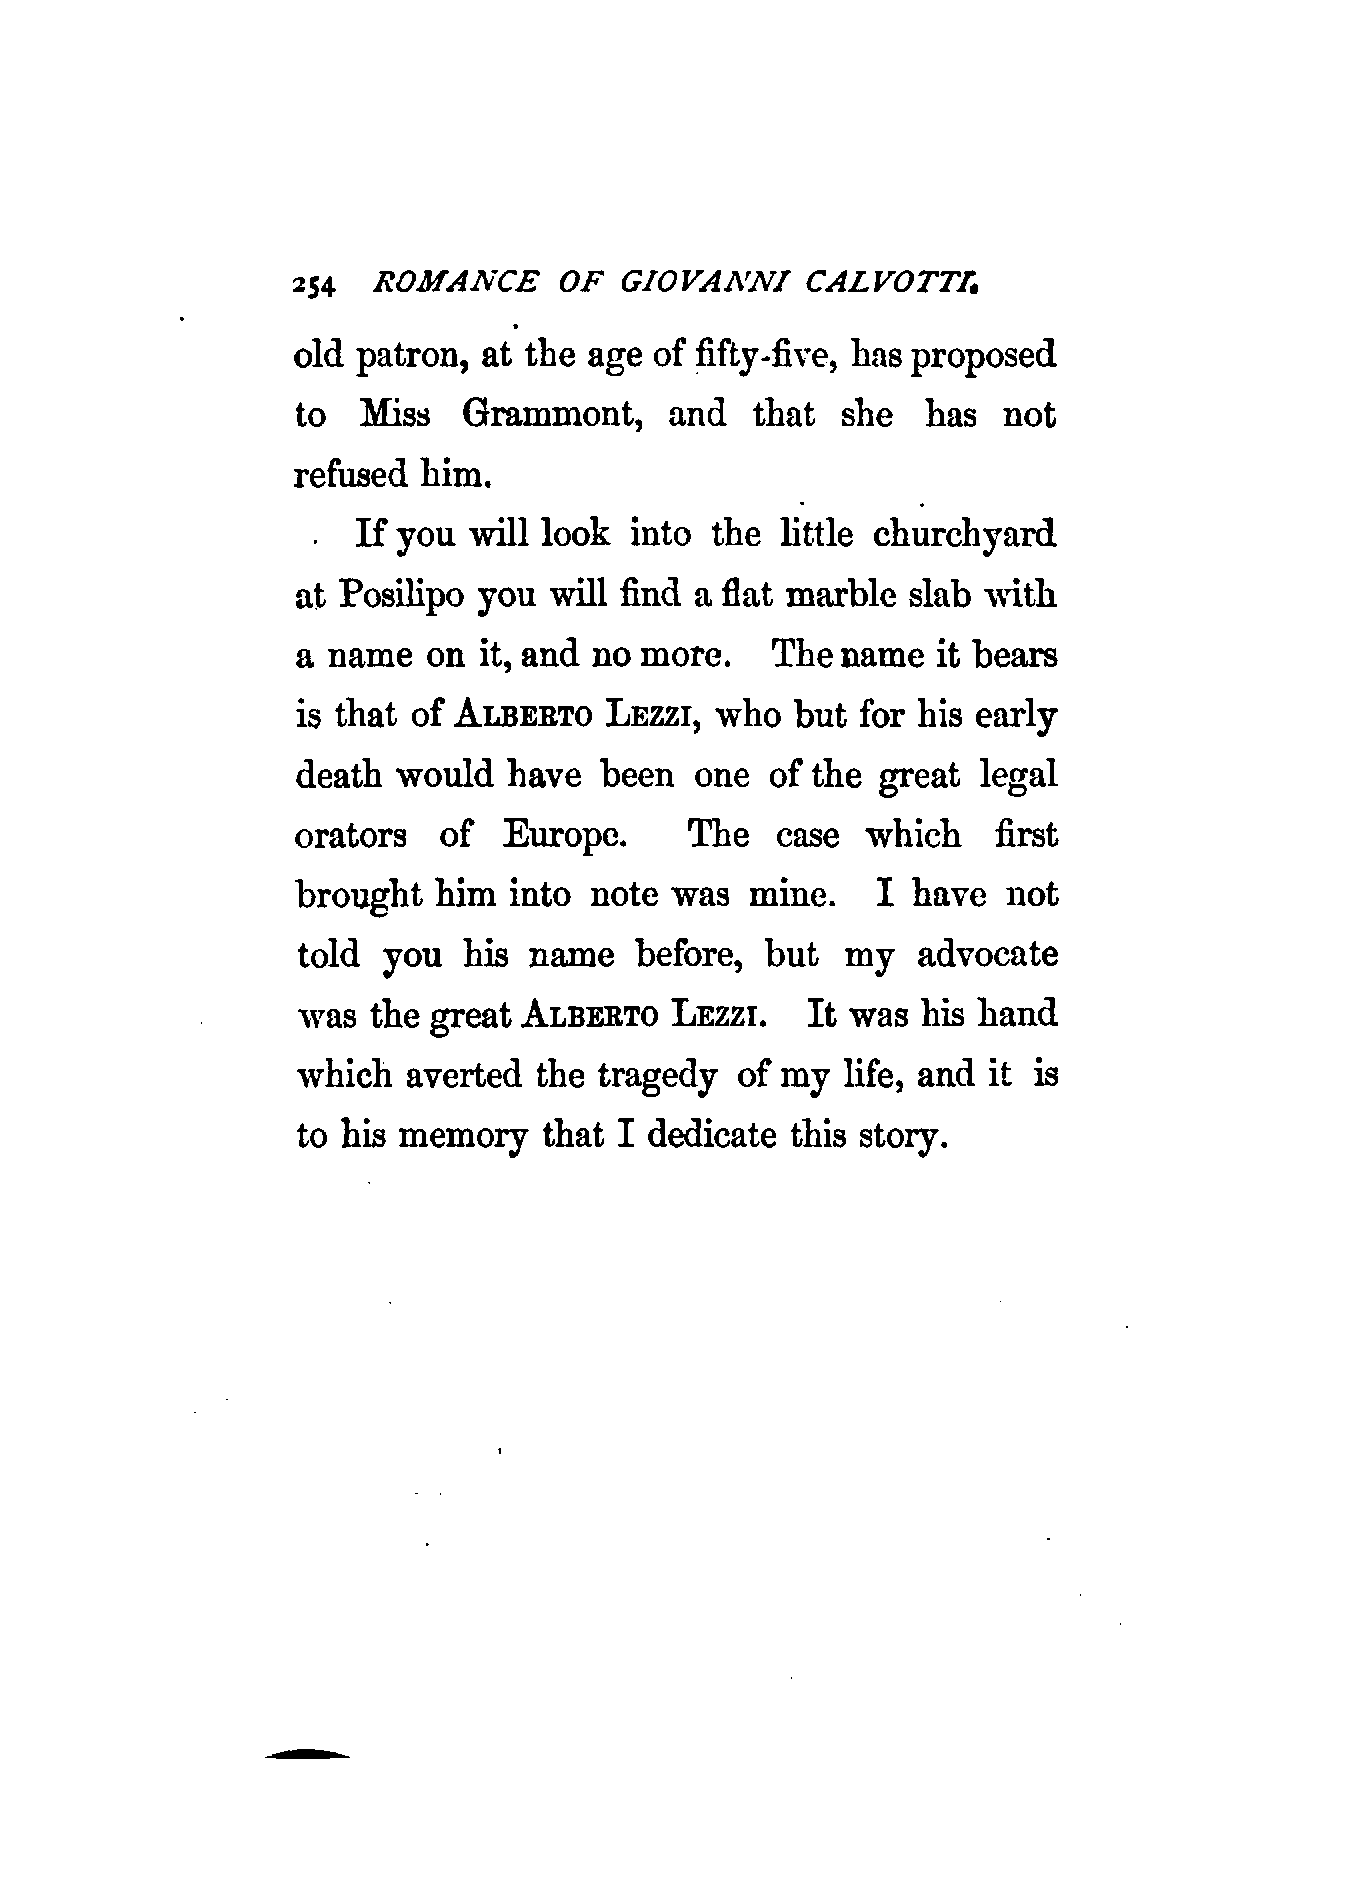 254 ROMANCE OF GIOVANNI CALVOTTI.
old patron, at the age of fifty-five, has proposed
to Miss Grammont, and that she has not
refused him.
If you will look into the little churchyard
at Posilipo you will find a flat marble slab with
a name on it, and no more. The name it bears
is that of ALBERTO LEZZI, who but for his early
death would have been one of the great legal
orators of Europe. The case which first
brought him into note was mine. I have not
told you his name before, but my advocate
was the great ALBERTO LEZZI. It was his hand
which averted the tragedy of my life, and it is
to his memory that I dedicate this story.